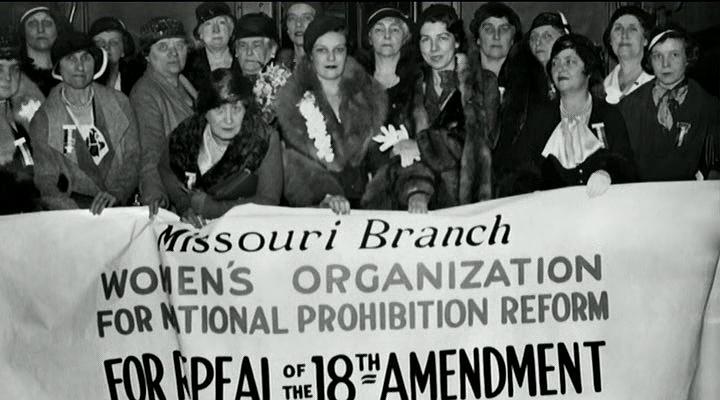 Missouri Branch
WOMEN'S ORGANIZATION
FOR NATIONAL PROHIBITION REFORM
FOR REPEAL OF THE 18TH AMENDMENT